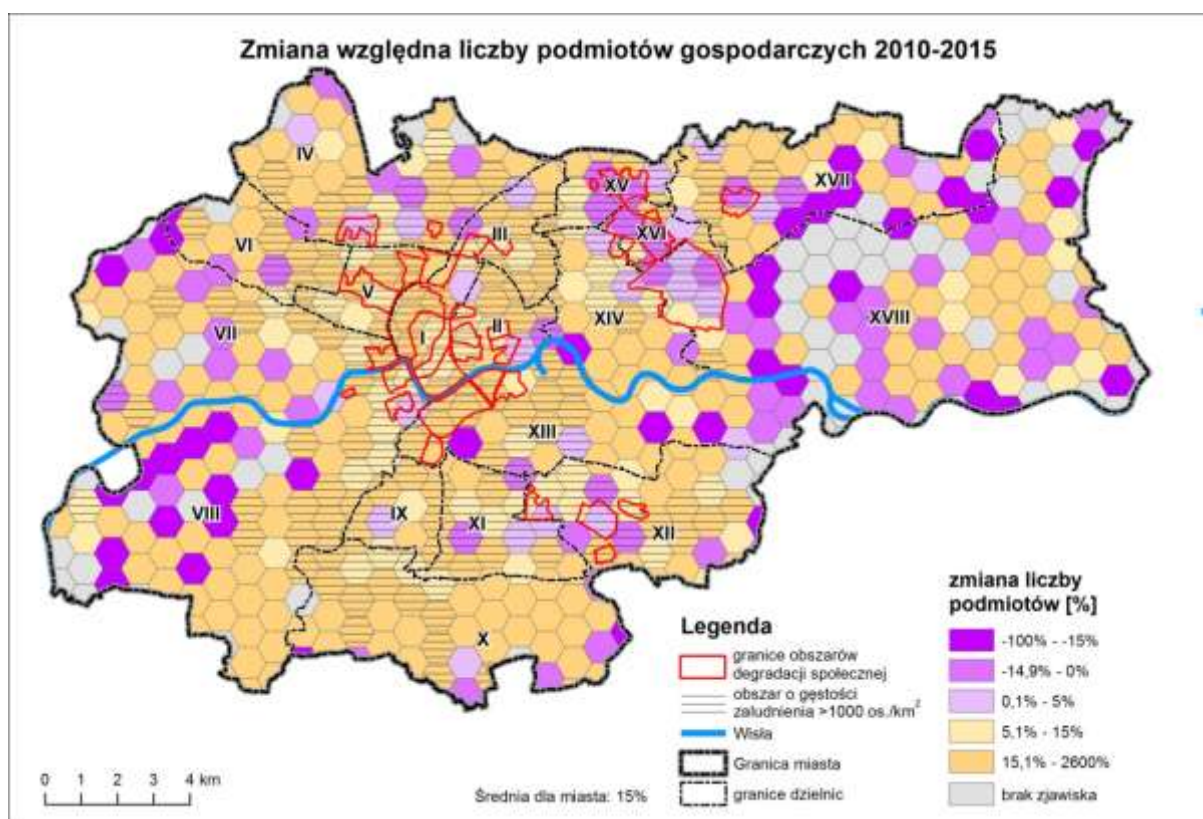 Zmiana względna liczby podmiotów gospodarczych 2010-2015
IV
XV
XVII
III
XVI
VI
V
XVIII
VII
I
II
XIV
XIII
VIII
IX
XI
XII
X
Legenda
granice obszarów
degradacji społecznej
obszar o gęstości
zaludnienia >1000 os./km²
Wisła
Granica miasta
granice dzielnic
zmiana liczby
podmiotów [%]
-100% - -15%
-14,9% - 0%
0,1% - 5%
5,1% - 15%
15,1% - 2600%
brak zjawiska
0 1 2 3 4 km
Średnia dla miasta: 15%